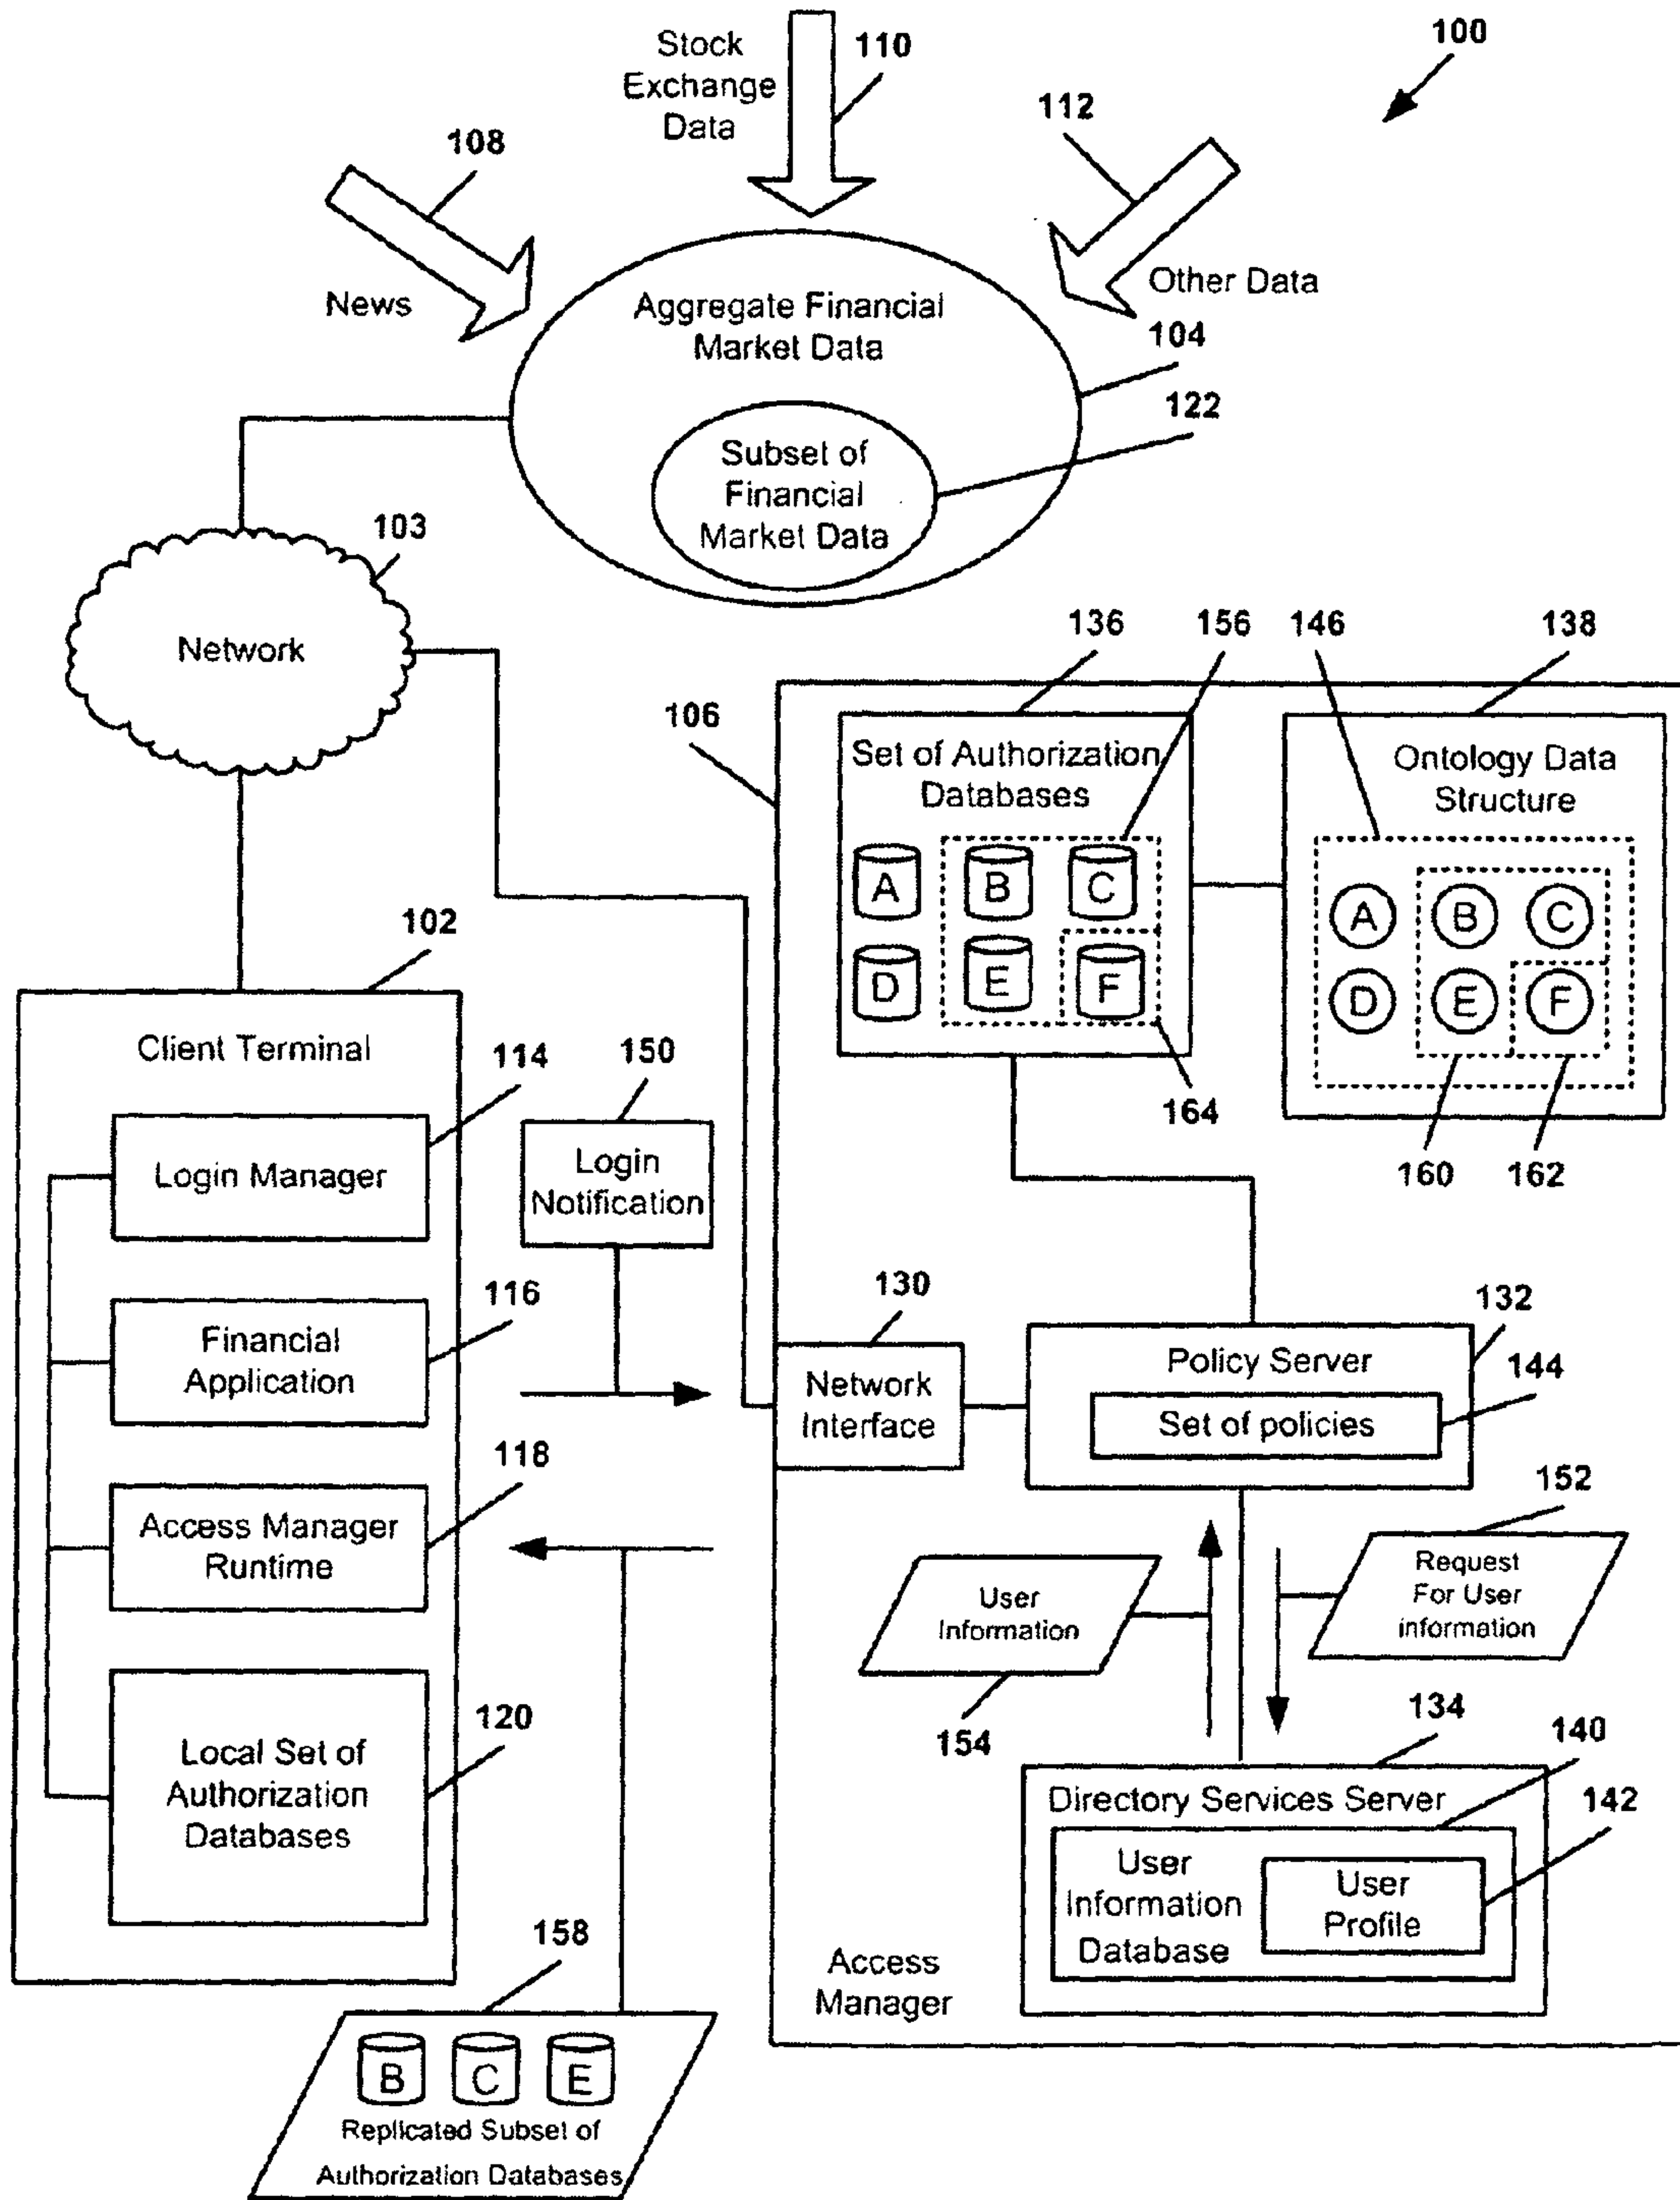 100
Stock
Exchange
Data
110
112
108
News
Other Data
Aggregate Financial
Market Data
104
122
Subset of
Financial
Market Data
103
Network
136
156
146
138
106
Set of Authorization
Databases
A
B
C
D
E
F
164
Ontology Data
Structure
A
B
C
D
E
F
160
162
102
Client Terminal
114
Login Manager
116
Financial
Application
118
Access Manager
Runtime
120
Local Set of
Authorization
Databases
150
Login
Notification
130
Network
Interface
132
Policy Server
144
Set of policies
152
Request
For User
information
User
Information
154
134
140
Directory Services Server
142
User
Information
Database
User
Profile
Access
Manager
158
B
C
E
Replicated Subset of
Authorization Databases